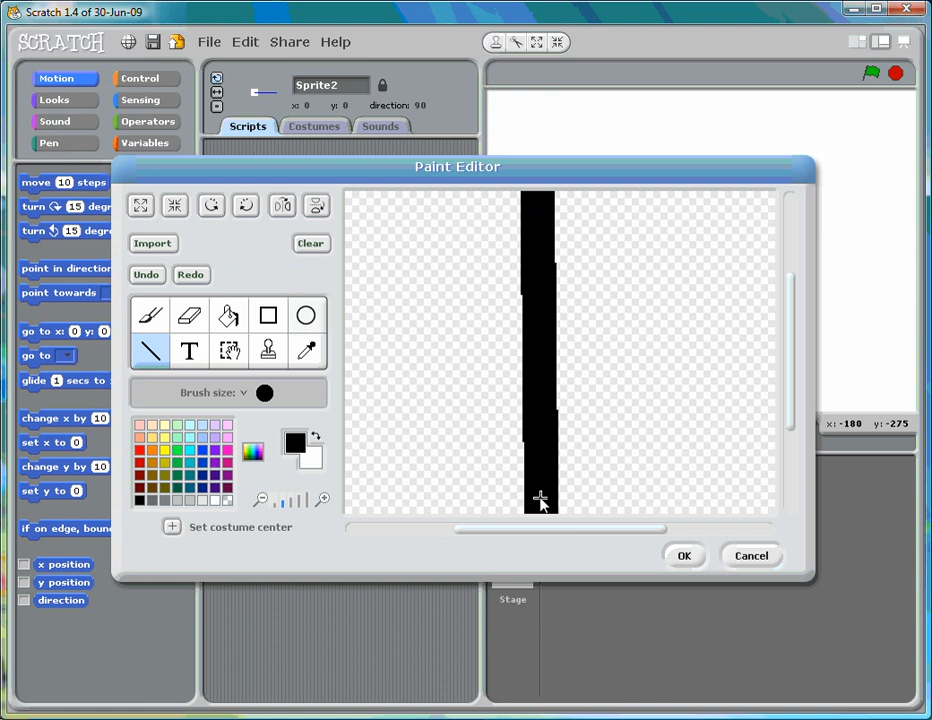 Scratch 1.4 of 30-Jun-09
SCRATCH
File Edit Share Help
Motion Control
Looks Sensing
Sound Operators
Pen Variables
Sprite2
x: 0 y: 0 direction: 90
Scripts Costumes Sounds
Paint Editor
move 10 steps
turn 15 degr
turn 15 degr
point in direction
point towards
go to x: 0 y: 0
go to
glide 1 secs to x
change x by 10
set x to 0
change y by 10
set y to 0
if on edge, boun
x position
y position
direction
Import Clear
Undo Redo
T
Brush size:
Set costume center
OK Cancel
x: -180 y: -275
Stage